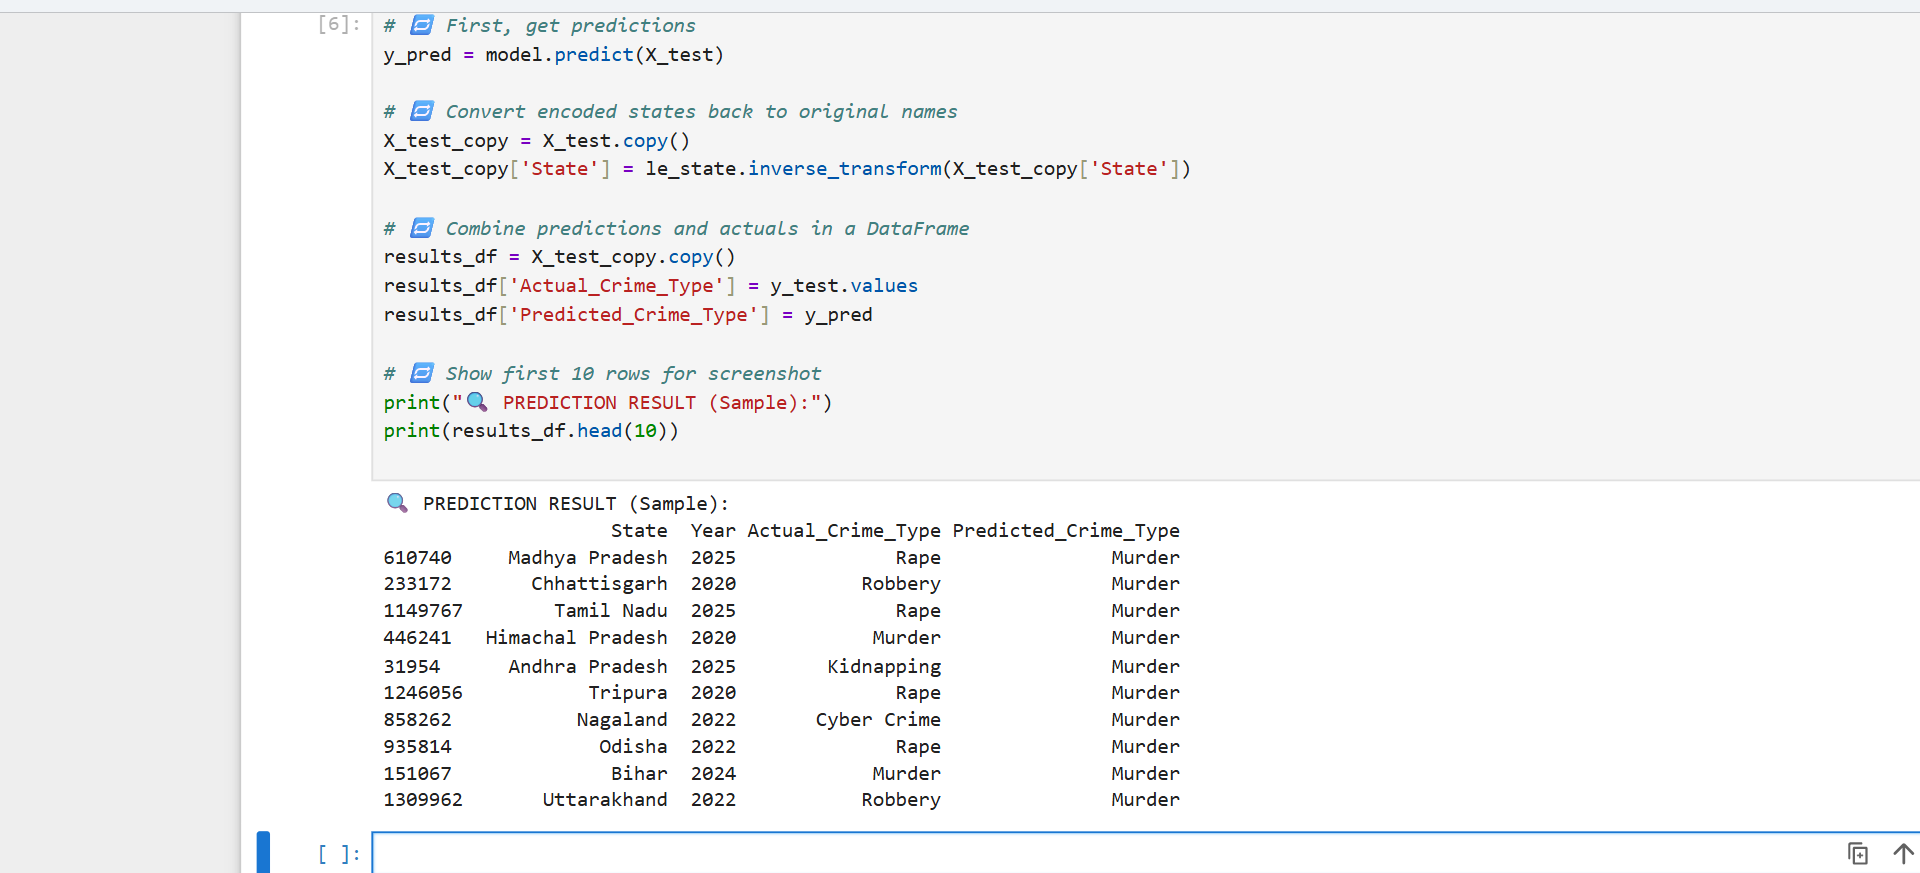 [6]:
# 🔁 First, get predictions
y_pred = model.predict(X_test)
# 🔁 Convert encoded states back to original names
X_test_copy = X_test.copy()
X_test_copy['State'] = le_state.inverse_transform(X_test_copy['State'])
# 🔁 Combine predictions and actuals in a DataFrame
results_df = X_test_copy.copy()
results_df['Actual_Crime_Type'] = y_test.values
results_df['Predicted_Crime_Type'] = y_pred
# 🔁 Show first 10 rows for screenshot
print("🔍 PREDICTION RESULT (Sample):")
print(results_df.head(10))
🔍 PREDICTION RESULT (Sample):
State Year Actual_Crime_Type Predicted_Crime_Type
610740 Madhya Pradesh 2025 Rape Murder
233172 Chhattisgarh 2020 Robbery Murder
1149767 Tamil Nadu 2025 Rape Murder
446241 Himachal Pradesh 2020 Murder Murder
31954 Andhra Pradesh 2025 Kidnapping Murder
1246056 Tripura 2020 Rape Murder
858262 Nagaland 2022 Cyber Crime Murder
935814 Odisha 2022 Rape Murder
151067 Bihar 2024 Murder Murder
1309962 Uttarakhand 2022 Robbery Murder
[ ]: